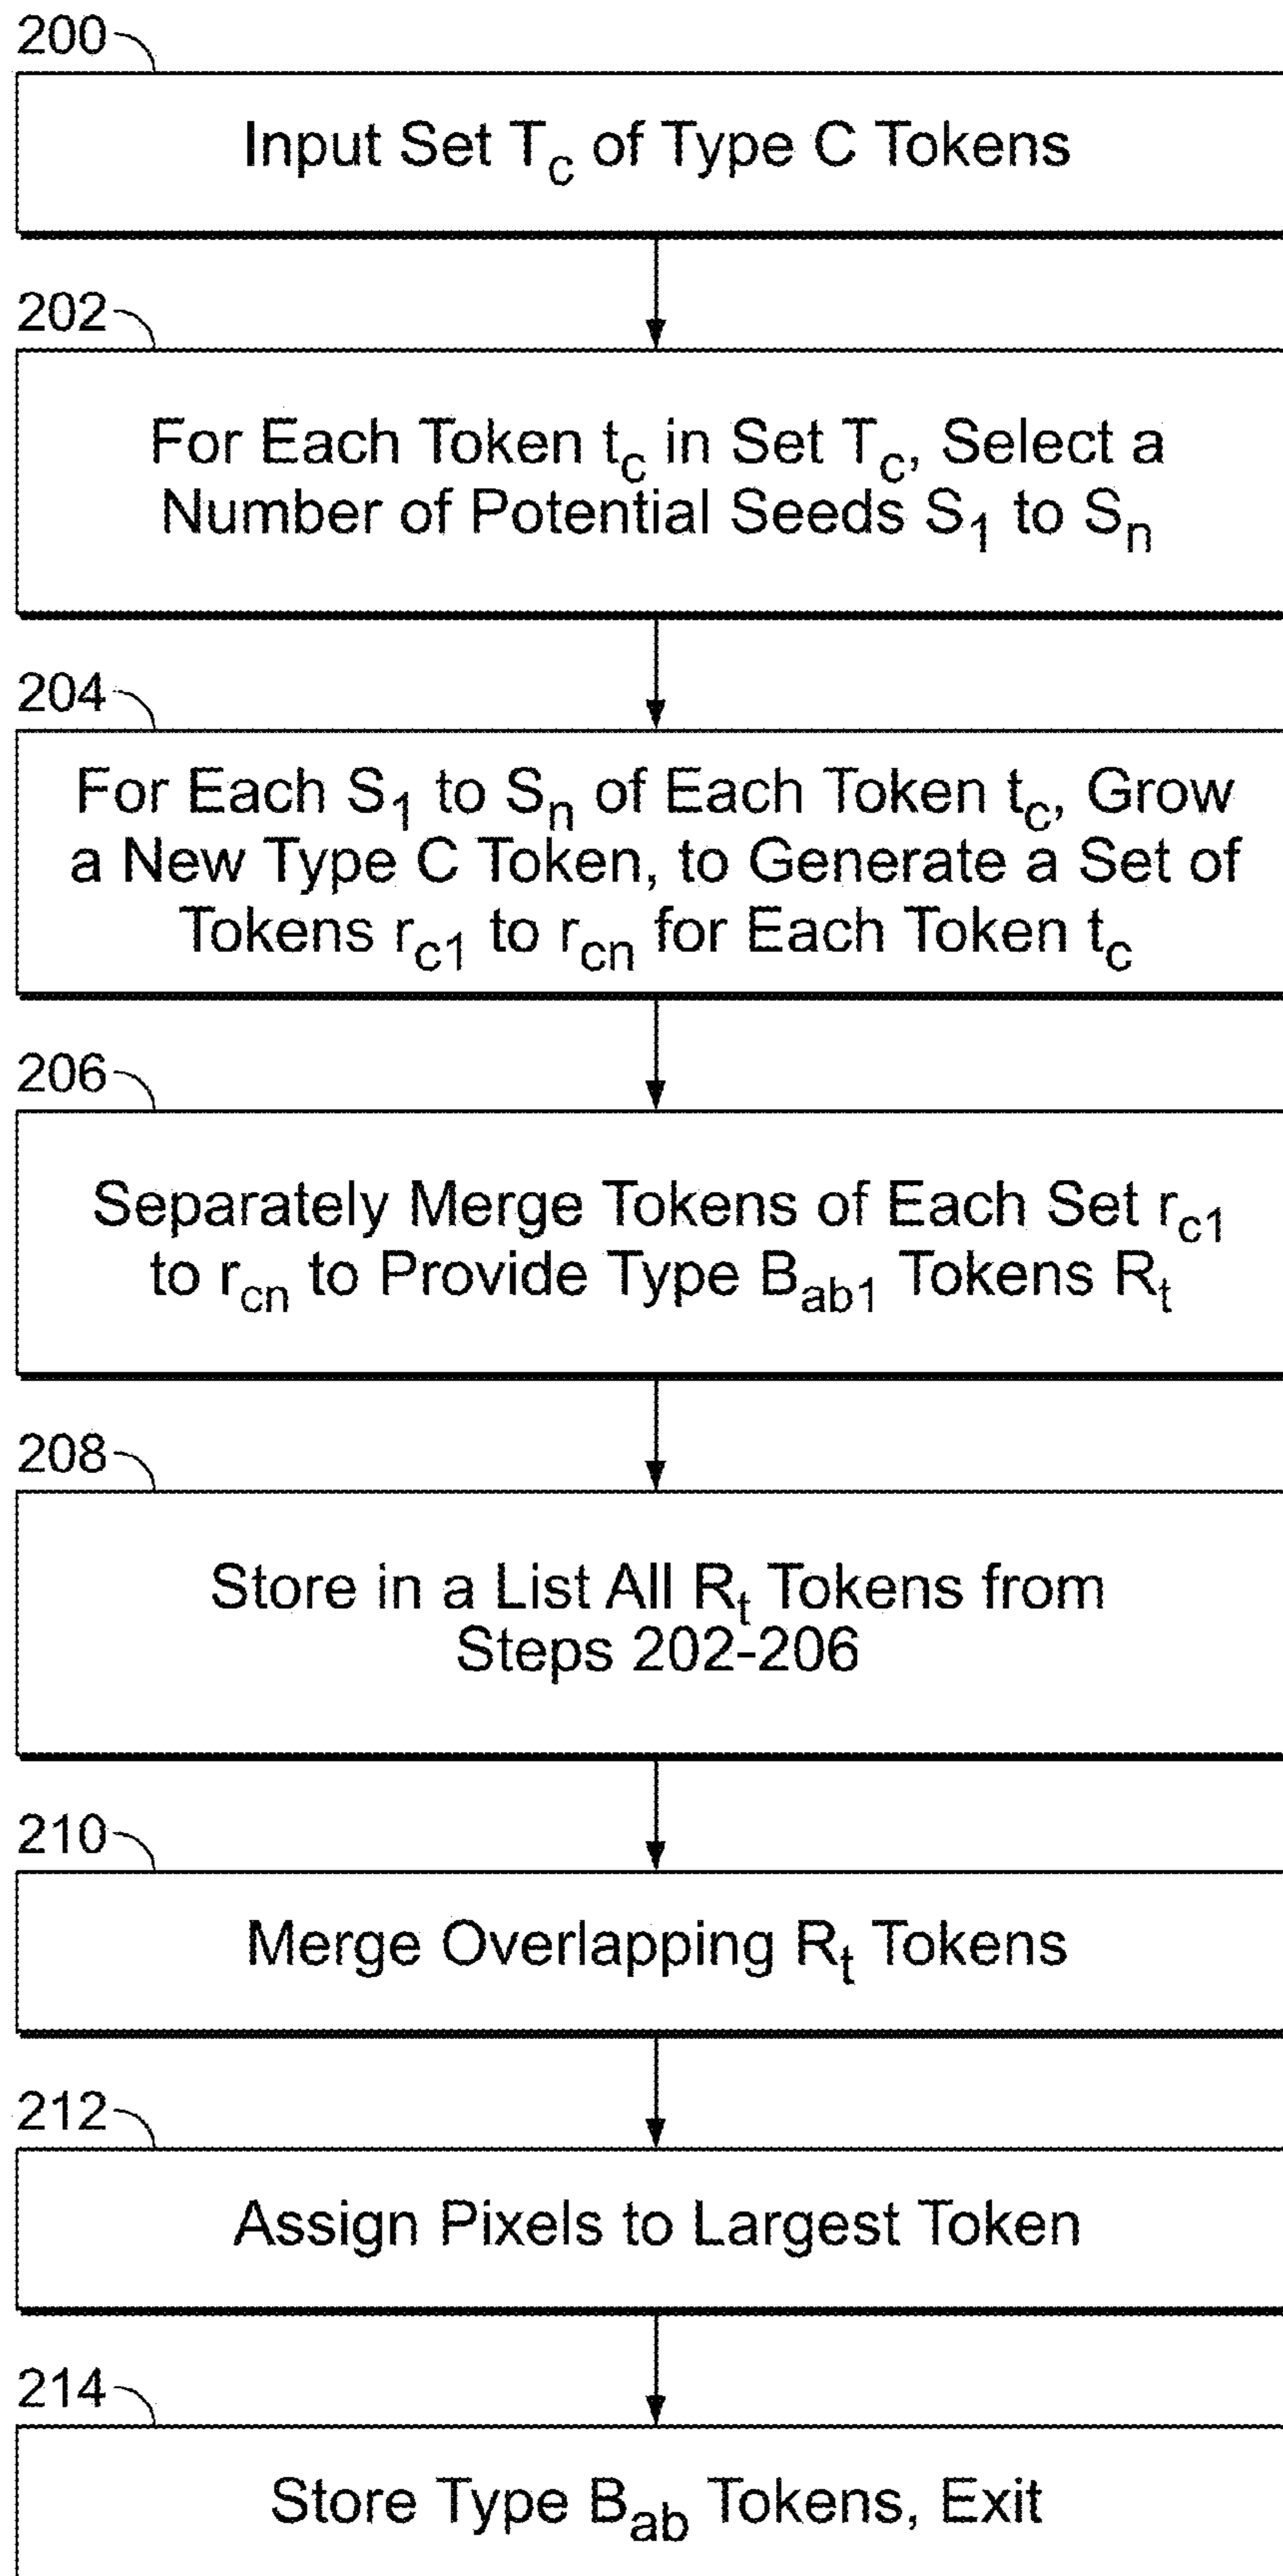 200
Input Set Tc of Type C Tokens
202
For Each Token tc in Set Tc, Select a
Number of Potential Seeds S1 to Sn
204
For Each S1 to Sn of Each Token tc, Grow
a New Type C Token, to Generate a Set of
Tokens rc1 to rcn for Each Token tc
206
Separately Merge Tokens of Each Set rc1
to rcn to Provide Type Bab1 Tokens Rt
208
Store in a List All Rt Tokens from
Steps 202-206
210
Merge Overlapping Rt Tokens
212
Assign Pixels to Largest Token
214
Store Type Bab Tokens, Exit